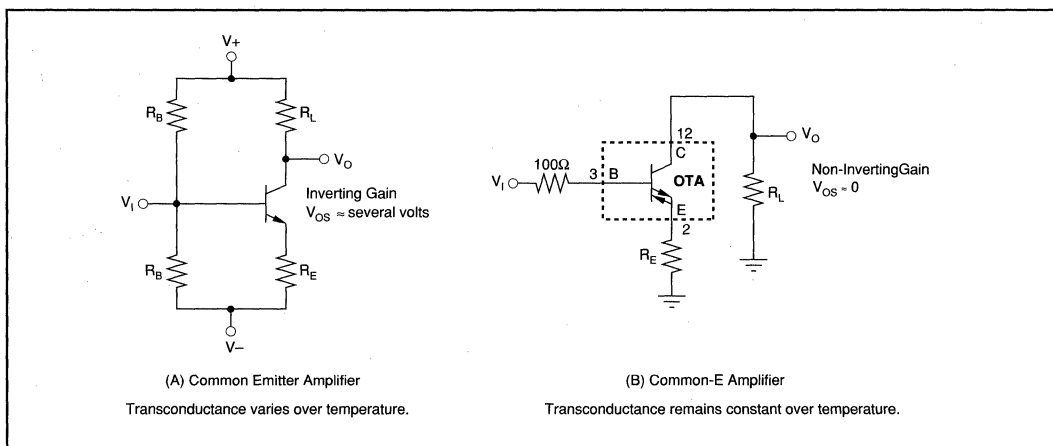 V+
R_B
R_L
V_O
V_I
Inverting Gain
V_OS ≈ several volts
R_B
R_E
V–
(A) Common Emitter Amplifier
Transconductance varies over temperature.
100Ω
V_I
3
B
12
C
OTA
E
2
R_E
V_O
R_L
Non-InvertingGain
V_OS ≈ 0
(B) Common-E Amplifier
Transconductance remains constant over temperature.